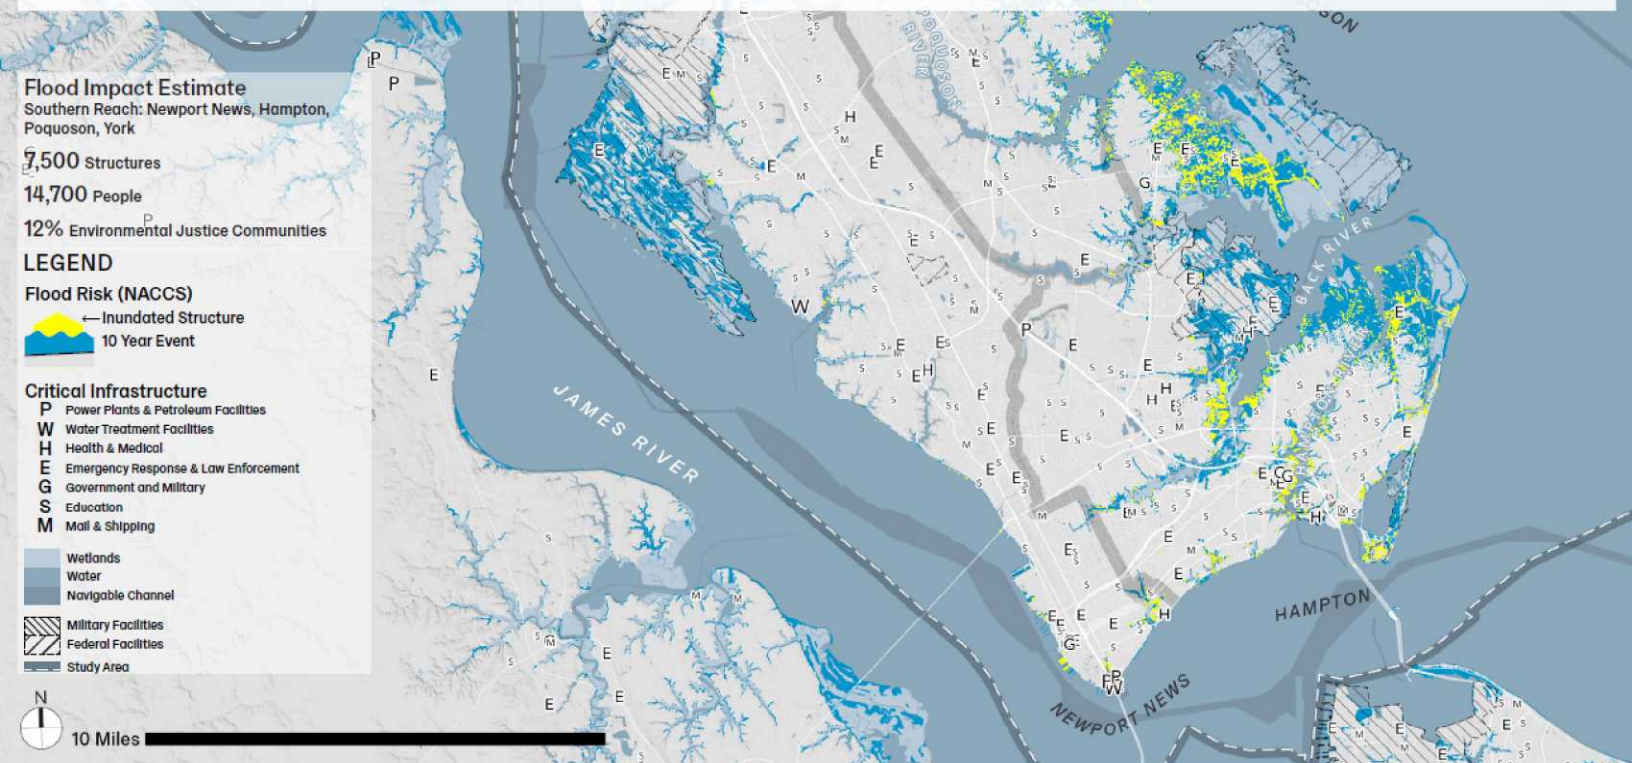 Flood Impact Estimate
Southern Reach: Newport News, Hampton,
Poquoson, York
7,500 Structures
14,700 People
12% Environmental Justice Communities
LEGEND
Flood Risk (NACCS)
←Inundated Structure
10 Year Event
Critical Infrastructure
P Power Plants & Petroleum Facilities
W Water Treatment Facilities
H Health & Medical
E Emergency Response & Law Enforcement
G Government and Military
S Education
M Mail & Shipping
Wetlands
Water
Navigable Channel
Military Facilities
Federal Facilities
Study Area
N
10 Miles
POQUOSON
RIVER
BACK RIVER
JAMES RIVER
HAMPTON RIVER
HAMPTON
NEWPORT NEWS